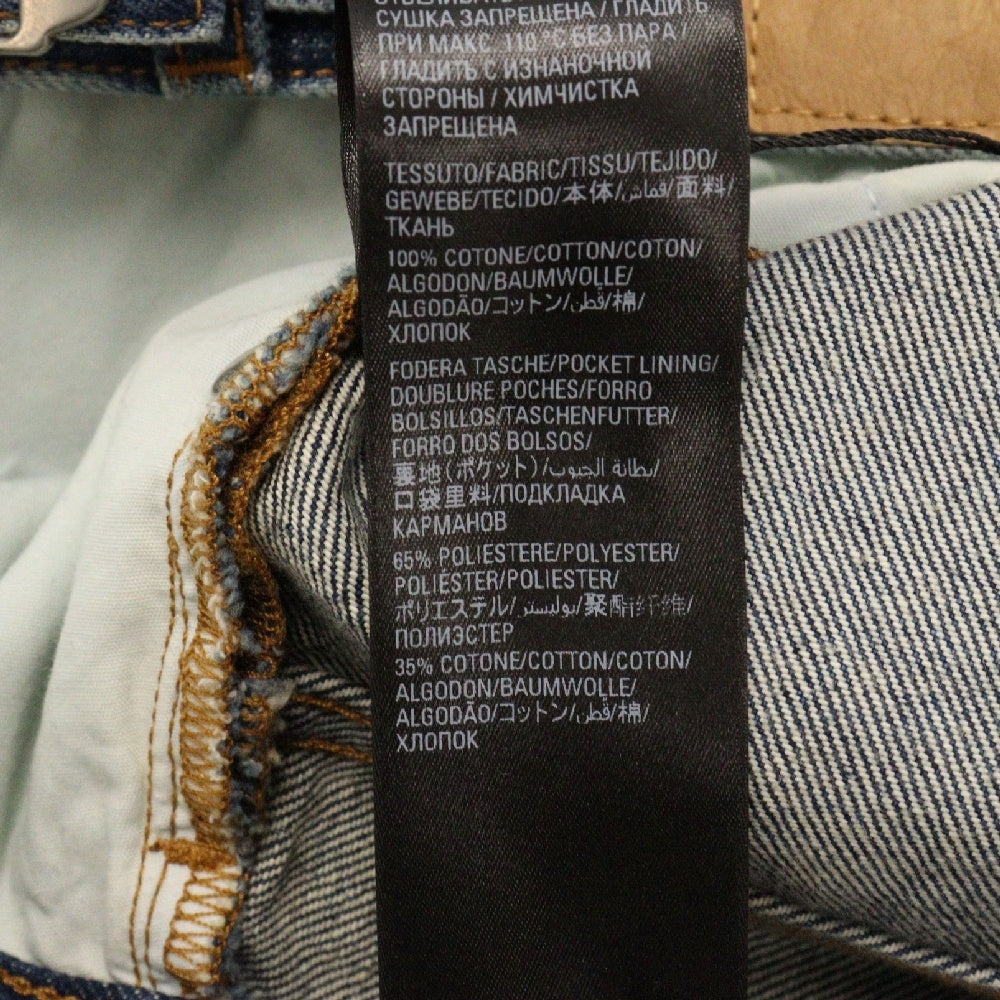 СУШКА ЗАПРЕЩЕНА / ГЛАДИТЬ
ПРИ МАКС. 110 °C БЕЗ ПАРА /
ГЛАДИТЬ С ИЗНАНОЧНОЙ
СТОРОНЫ / ХИМЧИСТКА
ЗАПРЕЩЕНА
TESSUTO/FABRIC/TISSU/TEJIDO/
GEWEBE/TECIDO/本体/قماش/面料/
ТКАНЬ
100% COTONE/COTTON/COTON/
ALGODON/BAUMWOLLE/
ALGODÃO/コットン/قطن/棉/
ХЛОПОК
FODERA TASCHE/POCKET LINING/
DOUBLURE POCHES/FORRO
BOLSILLOS/TASCHENFUTTER/
FORRO DOS BOLSOS/
裏地(ポケット)/بطانة الجيوب/
口袋里料/ПОДКЛАДКА
КАРМАНОВ
65% POLIESTERE/POLYESTER/
POLIÉSTER/POLIESTER/
ポリエステル/بوليستر/聚酯纤维/
ПОЛИЭСТЕР
35% COTONE/COTTON/COTON/
ALGODON/BAUMWOLLE/
ALGODÃO/コットン/قطن/棉/
ХЛОПОК